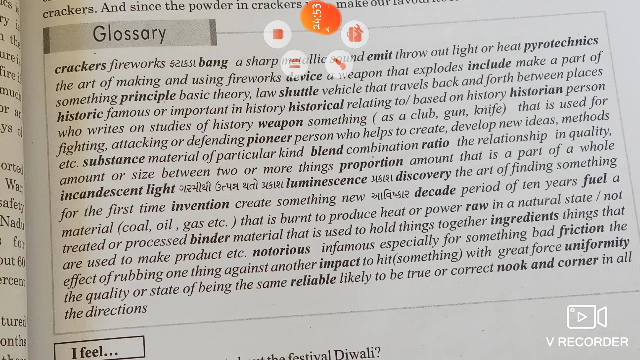 crackers. And since the powder in crackers make our favour
24:53
Glossary
crackers fireworks ફટાકડા bang a sharp metallic sound emit throw out light or heat pyrotechnics
the art of making and using fireworks device a weapon that explodes include make a part of
something principle basic theory, law shuttle vehicle that travels back and forth between places
historic famous or important in history historical relating to/ based on history historian person
who writes on studies of history weapon something ( as a club, gun, knife) that is used for
fighting, attacking or defending pioneer person who helps to create, develop new ideas, methods
etc. substance material of particular kind blend combination ratio the relationship in quality,
amount or size between two or more things proportion amount that is a part of a whole
incandescent light ગરમીથી ઉત્પન્ન થતો પ્રકાશ luminescence પ્રકાશ discovery the art of finding something
for the first time invention create something new આવિષ્કાર decade period of ten years fuel a
material (coal, oil , gas etc. ) that is burnt to produce heat or power raw in a natural state / not
treated or processed binder material that is used to hold things together ingredients things that
are used to make product etc. notorious infamous especially for something bad friction the
effect of rubbing one thing against another impact to hit(something) with great force uniformity
the quality or state of being the same reliable likely to be true or correct nook and corner in all
the directions
I feel...
the festival Diwali?
V RECORDER